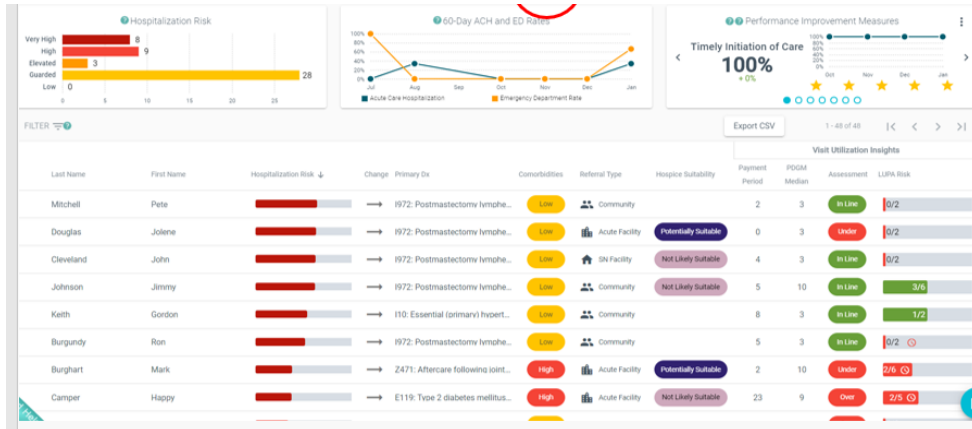 Hospitalization Risk
Very High 8
High 9
Elevated 3
Guarded 28
Low 0
0 5 10 15 20 25
60-Day ACH and ED Rates
100%
80%
60%
40%
20%
0%
Jul Aug Sep Oct Nov Dec Jan
Acute Care Hospitalization Emergency Department Rate
Performance Improvement Measures
Timely Initiation of Care
100%
+ 0%
100%
80%
60%
40%
20%
0%
Oct Nov Dec Jan
FILTER
Export CSV 1 - 48 of 48
Visit Utilization Insights
Last Name First Name Hospitalization Risk Change Primary Dx Comorbidities Referral Type Hospice Suitability Payment Period PDGM Median Assessment LUPA Risk
Mitchell Pete I972: Postmastectomy lymphe... Low Community 2 3 In Line 0/2
Douglas Jolene I972: Postmastectomy lymphe... Low Acute Facility Potentially Suitable 0 3 Under 0/2
Cleveland John I972: Postmastectomy lymphe... Low SN Facility Not Likely Suitable 4 3 In Line 0/2
Johnson Jimmy I972: Postmastectomy lymphe... Low Community Not Likely Suitable 5 10 In Line 3/6
Keith Gordon I10: Essential (primary) hypert... Low Community 8 3 In Line 1/2
Burgundy Ron I972: Postmastectomy lymphe... Low Community 5 3 In Line 0/2
Burghart Mark Z471: Aftercare following joint... High Acute Facility Potentially Suitable 2 10 Under 2/6
Camper Happy E119: Type 2 diabetes mellitus... High Acute Facility Not Likely Suitable 23 9 Over 2/5